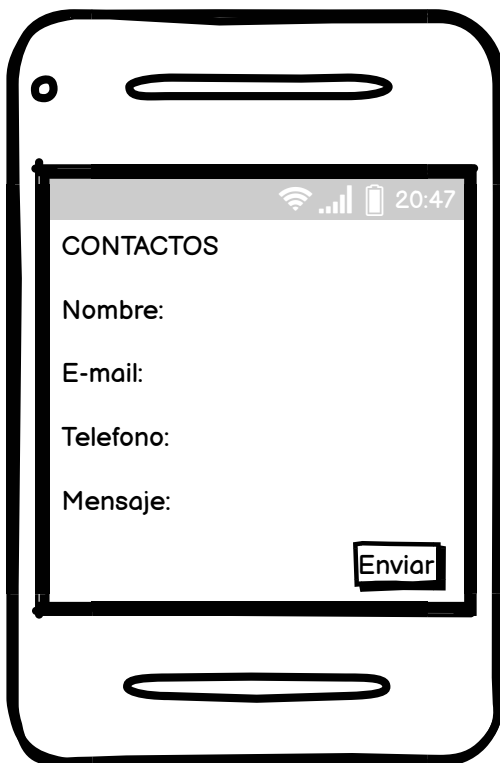 20:47
CONTACTOS
Nombre:
E-mail:
Telefono:
Mensaje:
Enviar